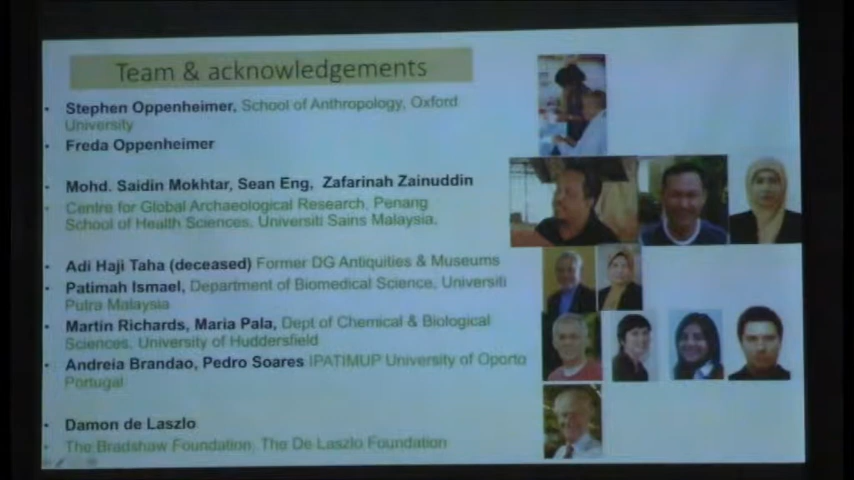 Team & acknowledgements
• Stephen Oppenheimer, School of Anthropology, Oxford
University
• Freda Oppenheimer
• Mohd. Saidin Mokhtar, Sean Eng, Zafarinah Zainuddin
• Centre for Global Archaeological Research, Penang
School of Health Sciences, Universiti Sains Malaysia,
• Adi Haji Taha (deceased) Former DG Antiquities & Museums
• Patimah Ismael, Department of Biomedical Science, Universiti
Putra Malaysia
• Martin Richards, Maria Pala, Dept of Chemical & Biological
Sciences, University of Huddersfield
• Andreia Brandao, Pedro Soares IPATIMUP University of Oporto
Portugal
• Damon de Laszlo
• The Bradshaw Foundation, The De Laszlo Foundation